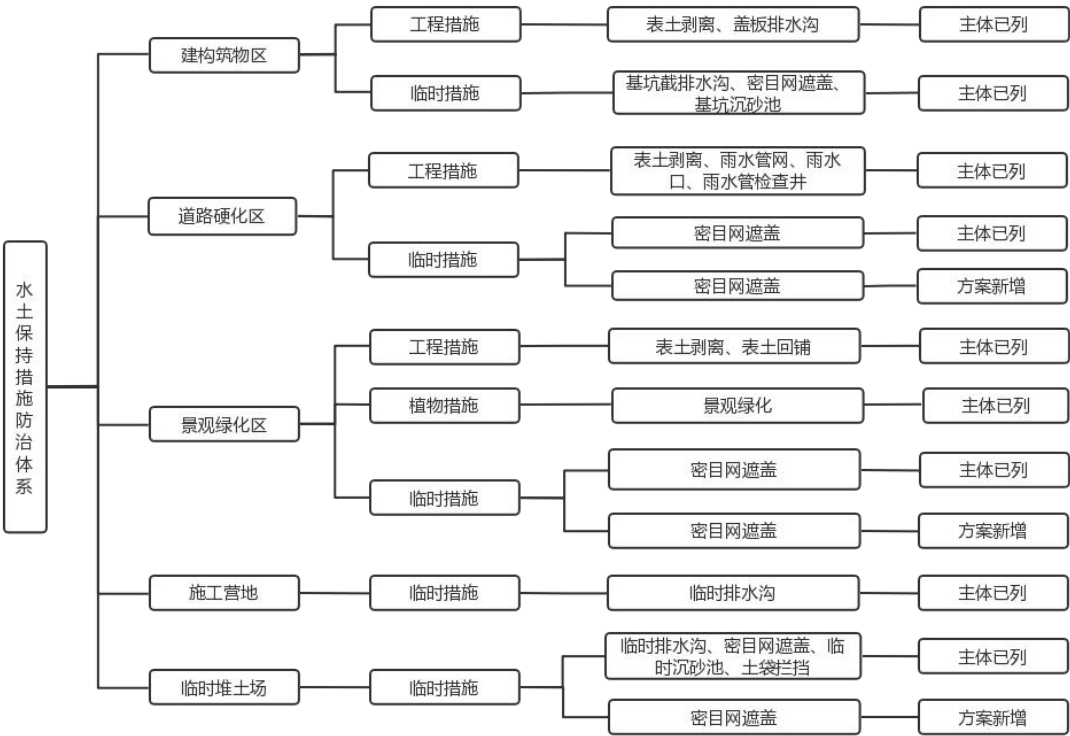 水土保持措施防治体系
建构筑物区
工程措施
表土剥离、盖板排水沟
主体已列
临时措施
基坑截排水沟、密目网遮盖、
基坑沉砂池
主体已列
道路硬化区
工程措施
表土剥离、雨水管网、雨水
口、雨水管检查井
主体已列
临时措施
密目网遮盖
主体已列
密目网遮盖
方案新增
景观绿化区
工程措施
表土剥离、表土回铺
主体已列
植物措施
景观绿化
主体已列
临时措施
密目网遮盖
主体已列
密目网遮盖
方案新增
施工营地
临时措施
临时排水沟
主体已列
临时堆土场
临时措施
临时排水沟、密目网遮盖、临
时沉砂池、土袋拦挡
主体已列
密目网遮盖
方案新增